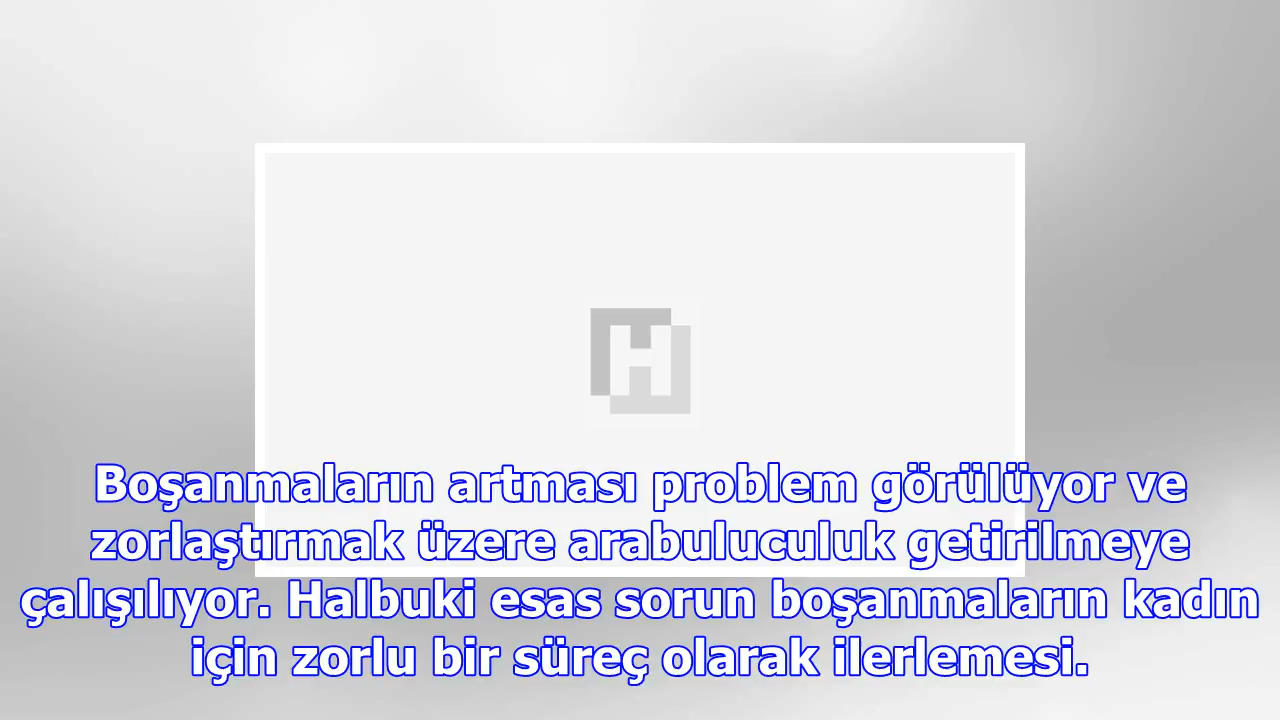 H
Boşanmaların artması problem görülüyor ve
zorlaştırmak üzere arabuluculuk getirilmeye
çalışılıyor. Halbuki esas sorun boşanmaların kadın
için zorlu bir süreç olarak ilerlemesi.